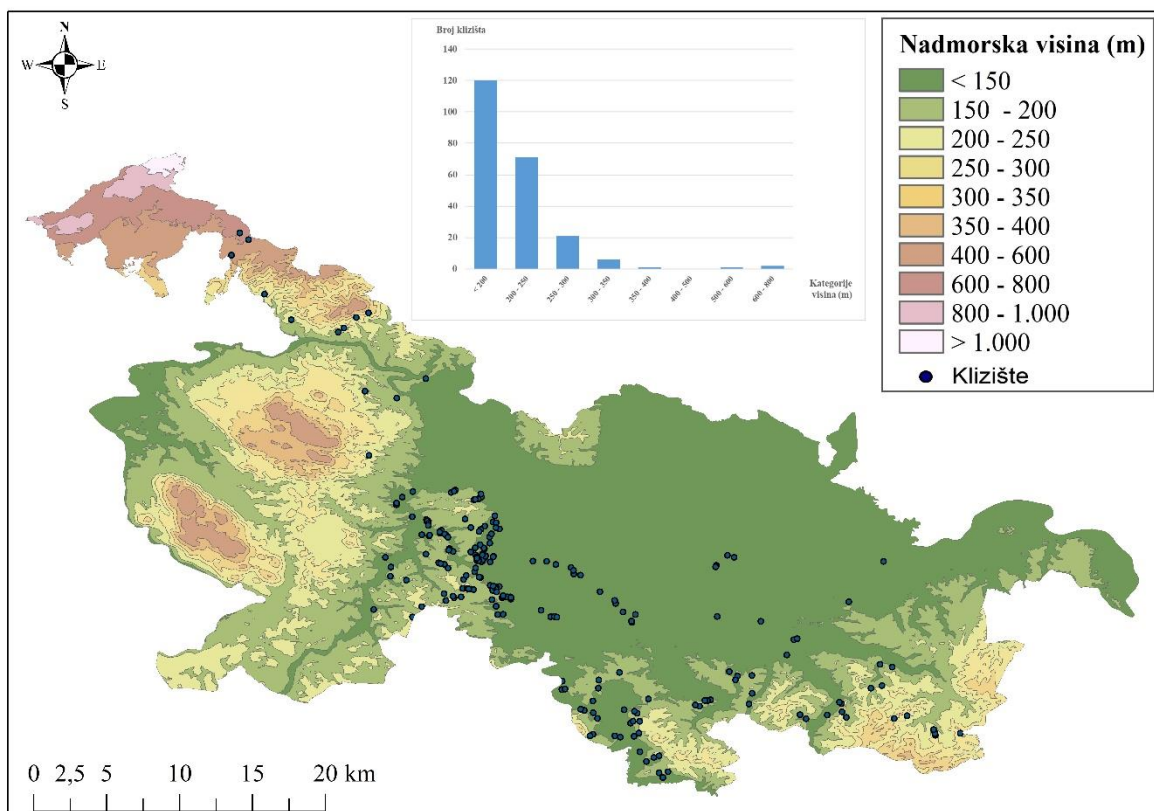 N
W E
S
Broj klizišta
140
120
100
80
60
40
20
0
< 200
200 - 250
250 - 300
300 - 350
350 - 400
400 - 500
500 - 600
600 - 800
Kategorije
visina (m)
Nadmorska visina (m)
< 150
150 - 200
200 - 250
250 - 300
300 - 350
350 - 400
400 - 600
600 - 800
800 - 1.000
> 1.000
Klizište
0 2,5 5 10 15 20 km